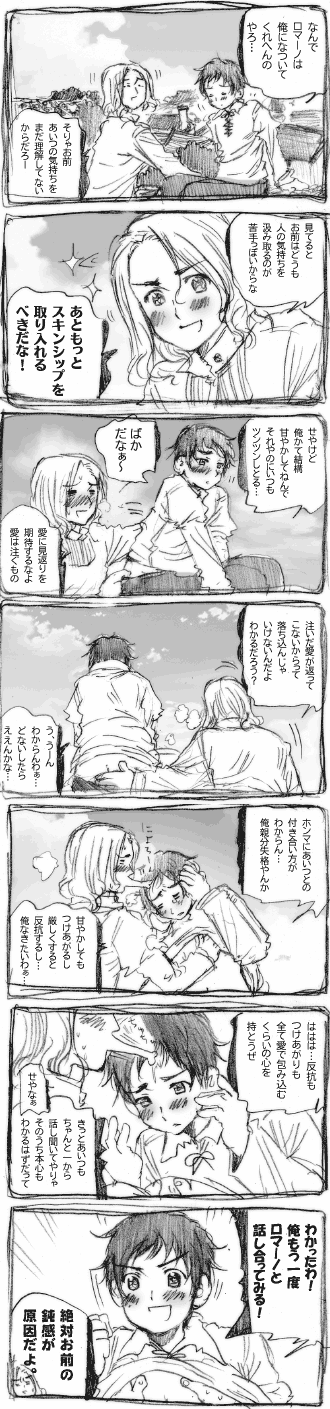 なんで
ロマーノは
俺になついて
くれへんの
やろ…
そりゃお前
あいつの気持ちを
まだ理解してない
からだろー
見てると
お前はどうも
人の気持ちを
汲み取るのが
苦手っぽいからな
あともっと
スキンシップを
取り入れる
べきだな！
せやけど
俺かて結構
甘やかしてねんで、
それやのにいつも
ツンツンしとる…
ばか
だなぁ〜
愛に見返りを
期待するなよ
愛は注ぐもの
注いだ愛が返って
こないからって
落ち込んじゃ
いけないんだよ
わかるだろう？
う、うーん
わからんわぁ…
どないしたら
ええんかな…
ホンマにあいつとの
付き合い方が
わからん…
俺親分失格やんか
甘やかしても
つけあがるし
厳しくすると
反抗するし…
俺なきたいわぁ…
ははは…反抗も
つけあがりも
全て愛で包み込む
くらいの心を
持とうぜ
せやなぁ
きっとあいつも
ちゃんと一から
話し聞いてやりゃ
そのうち本心も
わかるはずだって
わかったわ！
俺もう一度
ロマーノと
話し合ってみる！
絶対お前の
鈍感が
原因だよ。